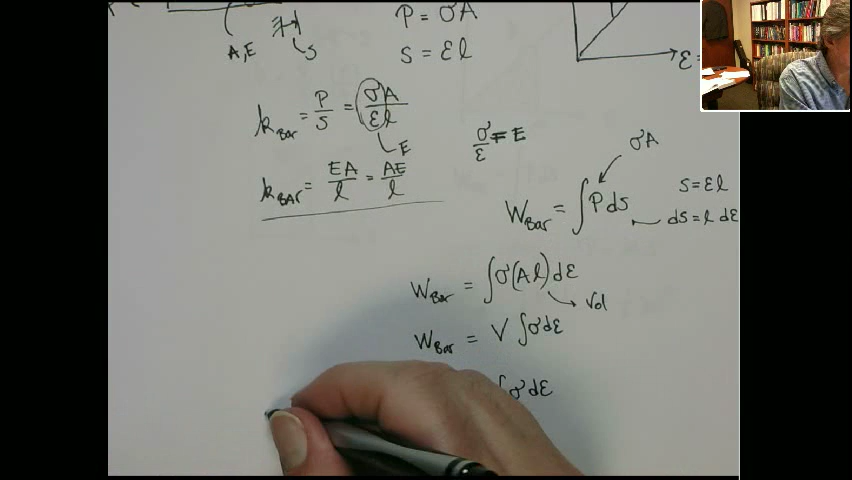 P = σA
A,E
S
S = εl
ε =
k_BAR = P/S = σA/εl
E
σ/ε = E
σA
k_BAR = EA/l = AE/l
W_BAR = ∫ P dS
S = εl
dS = l dε
W_BAR = ∫ σ(Al) dε
Vol
W_BAR = V ∫ σ dε
∫ σ dε